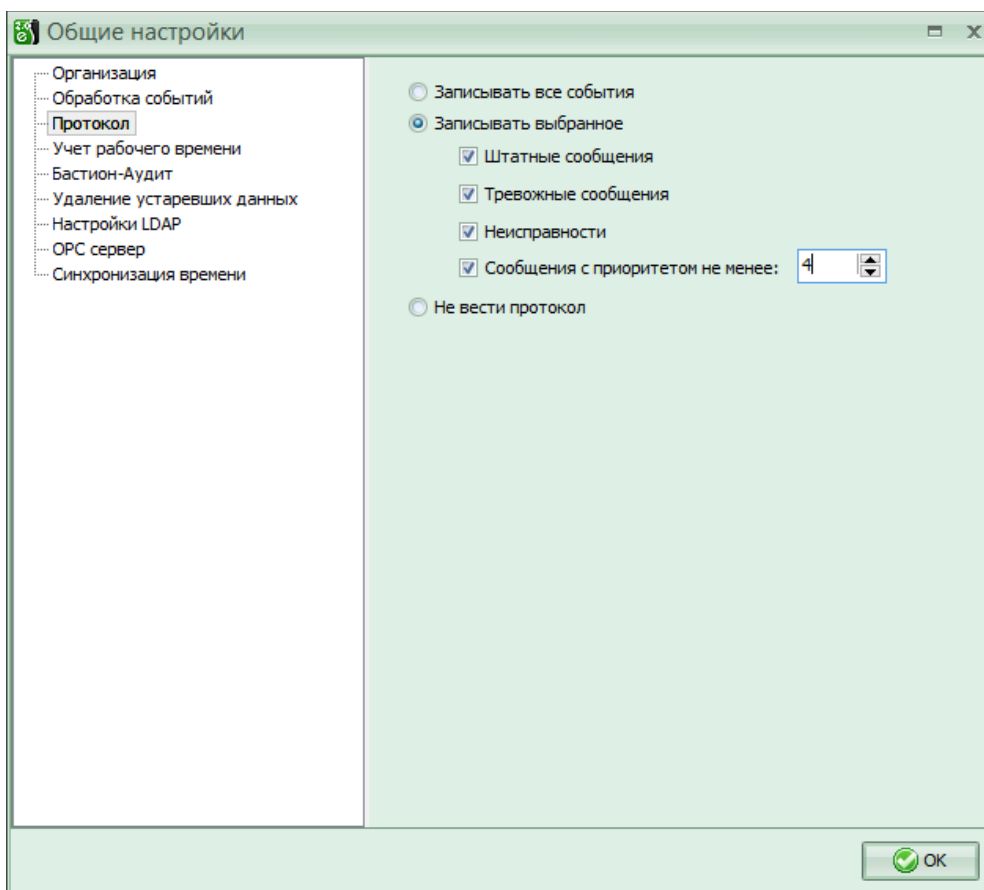 Общие настройки
Организация
Обработка событий
Протокол
Учет рабочего времени
Бастион-Аудит
Удаление устаревших данных
Настройки LDAP
OPC сервер
Синхронизация времени
Записывать все события
Записывать выбранное
Штатные сообщения
Тревожные сообщения
Неисправности
Сообщения с приоритетом не менее: 4
Не вести протокол
OK